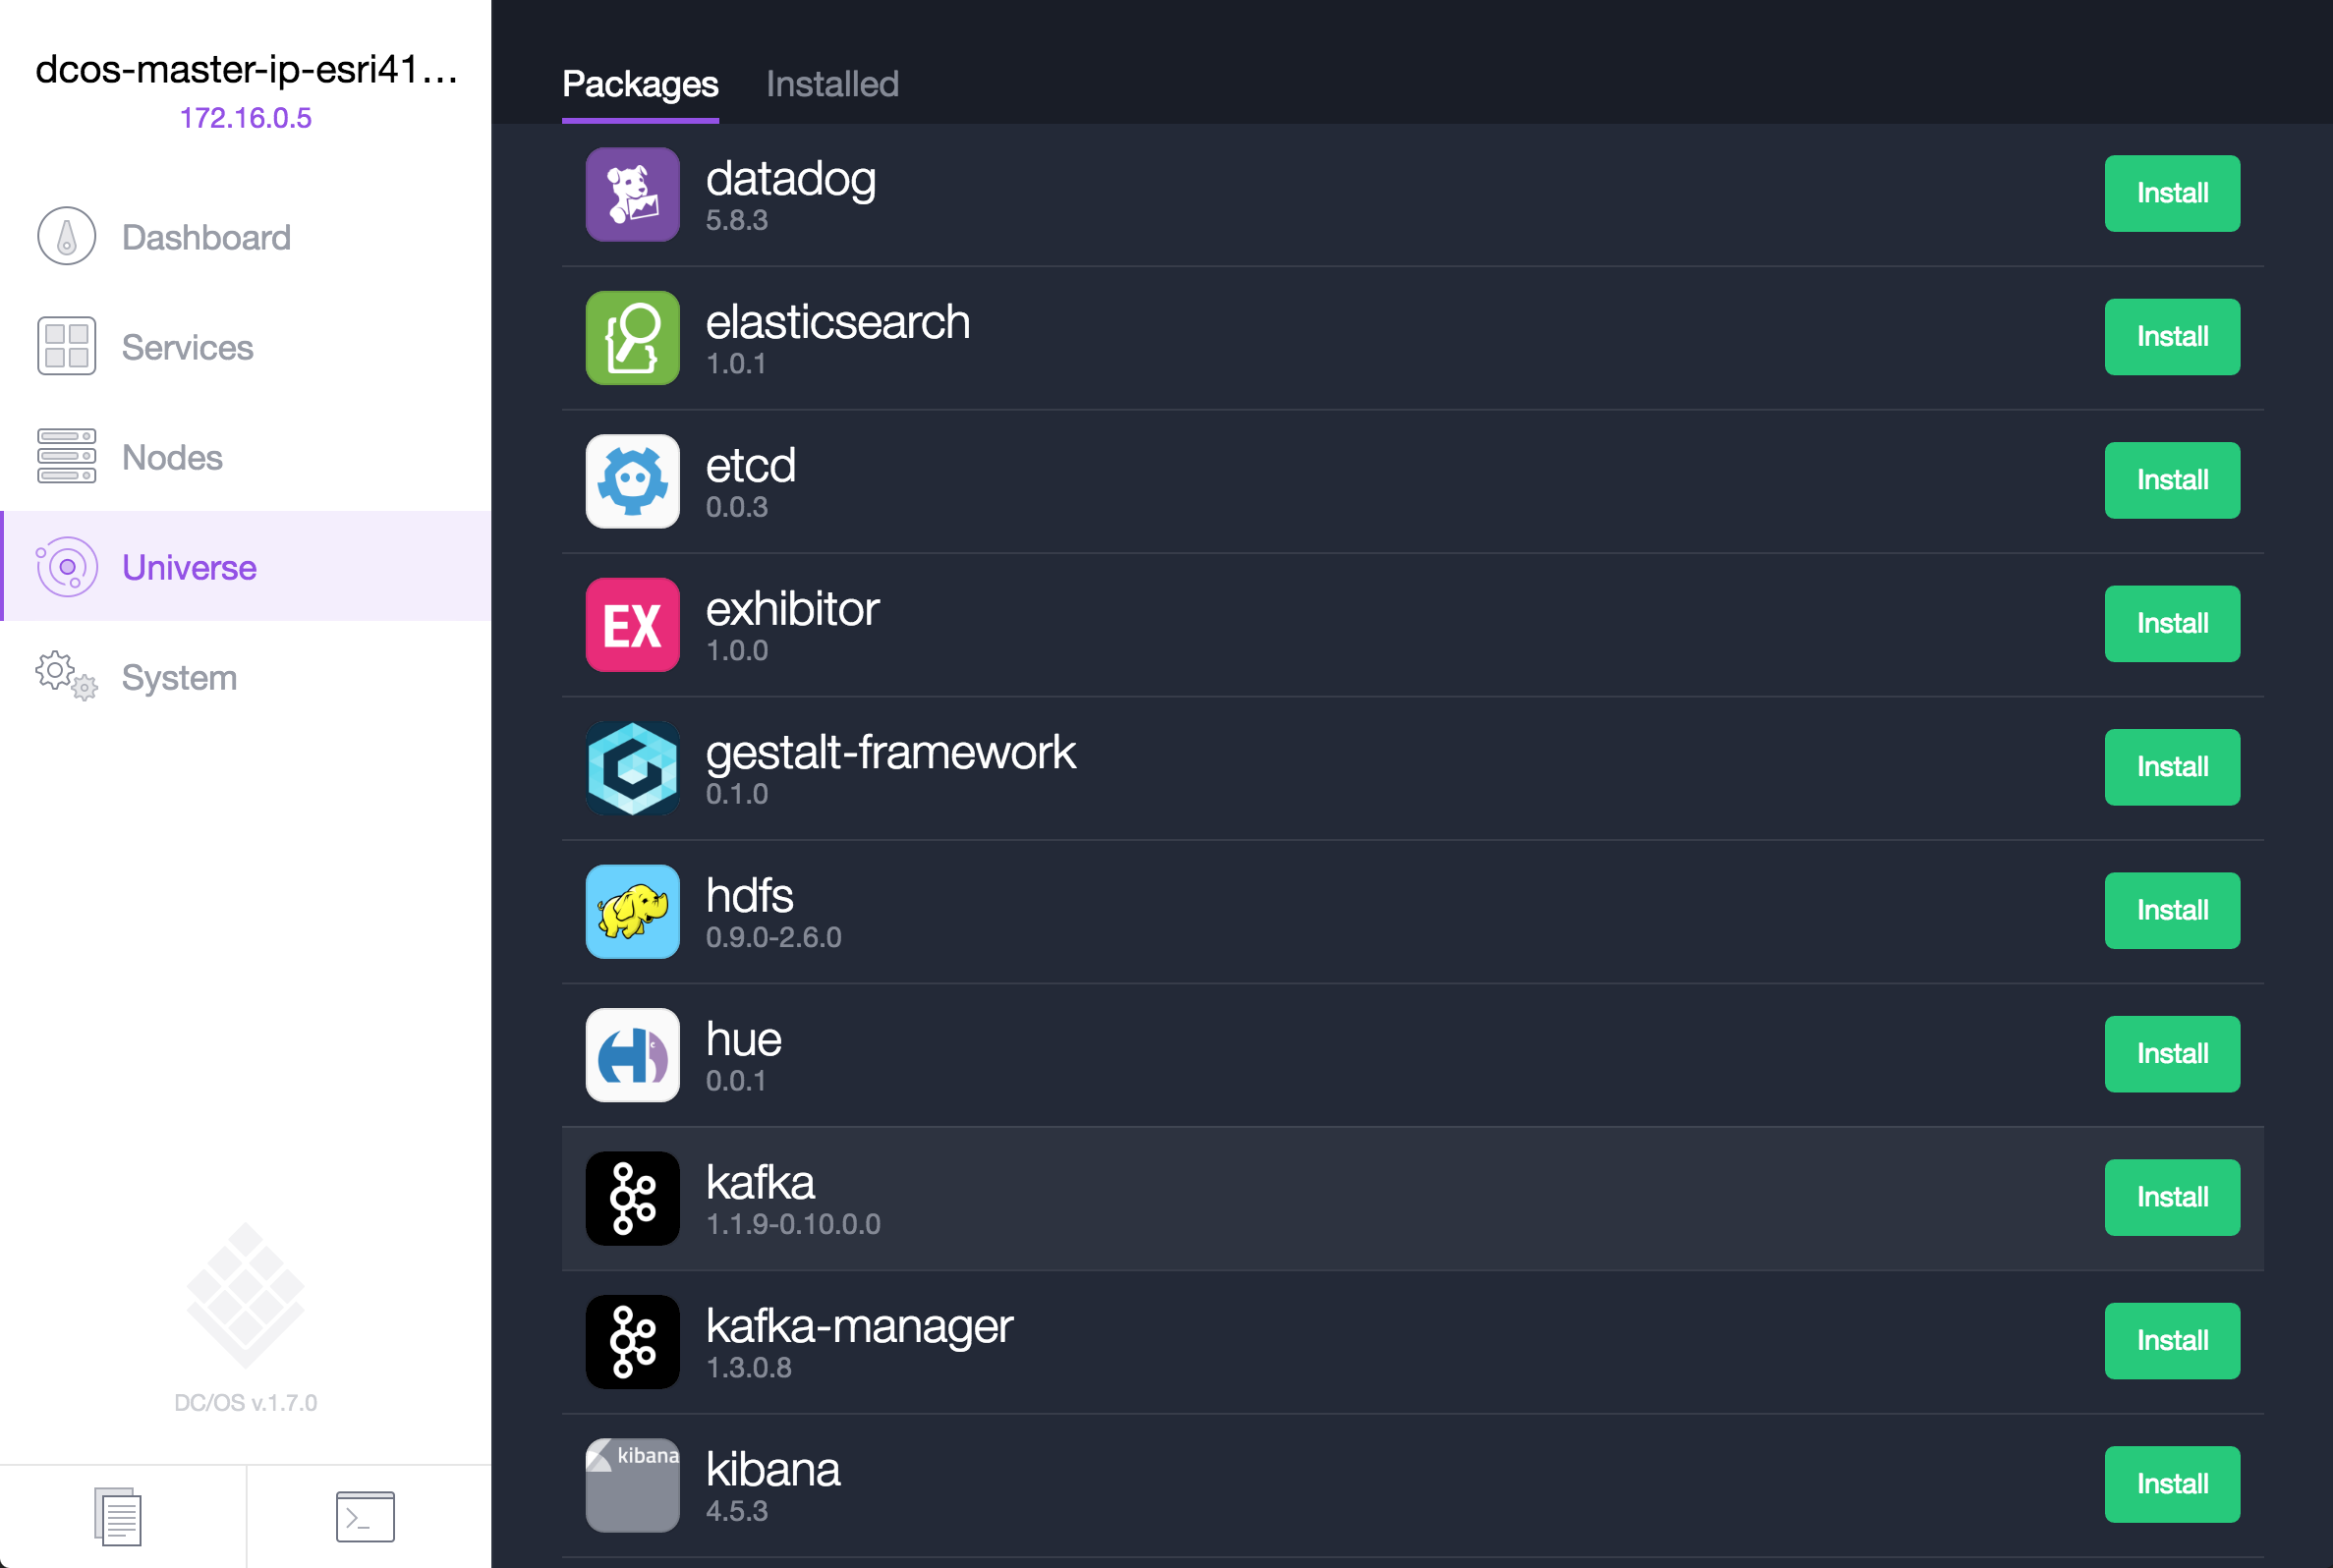 dcos-master-ip-esri41...
172.16.0.5
Dashboard
Services
Nodes
Universe
System
DC/OS v.1.7.0
Packages Installed
datadog
5.8.3
Install
elasticsearch
1.0.1
Install
etcd
0.0.3
Install
EX
exhibitor
1.0.0
Install
gestalt-framework
0.1.0
Install
hdfs
0.9.0-2.6.0
Install
hue
0.0.1
Install
kafka
1.1.9-0.10.0.0
Install
kafka-manager
1.3.0.8
Install
kibana
kibana
4.5.3
Install